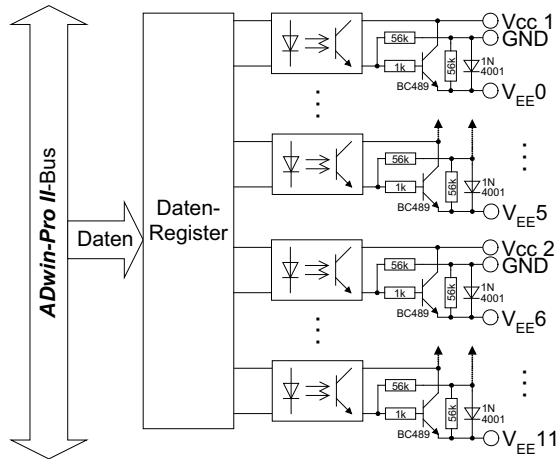 ADwin-Pro II-Bus
Daten
Daten-
Register
56k
1k
BC489
56k
1N
4001
Vcc 1
GND
VEE0
56k
1k
BC489
56k
1N
4001
VEE5
56k
1k
BC489
56k
1N
4001
Vcc 2
GND
VEE6
56k
1k
BC489
56k
1N
4001
VEE11